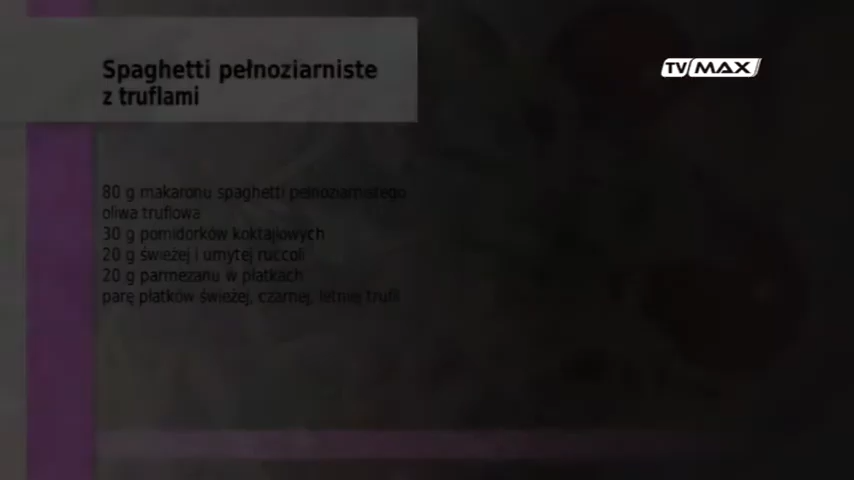 TV MAX
Spaghetti pełnoziarniste
z truflami
80 g makaronu spaghetti pełnoziarnistego
oliwa truflowa
30 g pomidorków koktajlowych
20 g świeżej i umytej ruccoli
20 g parmezanu w płatkach
parę płatków świeżej, czarnej, letniej trufli